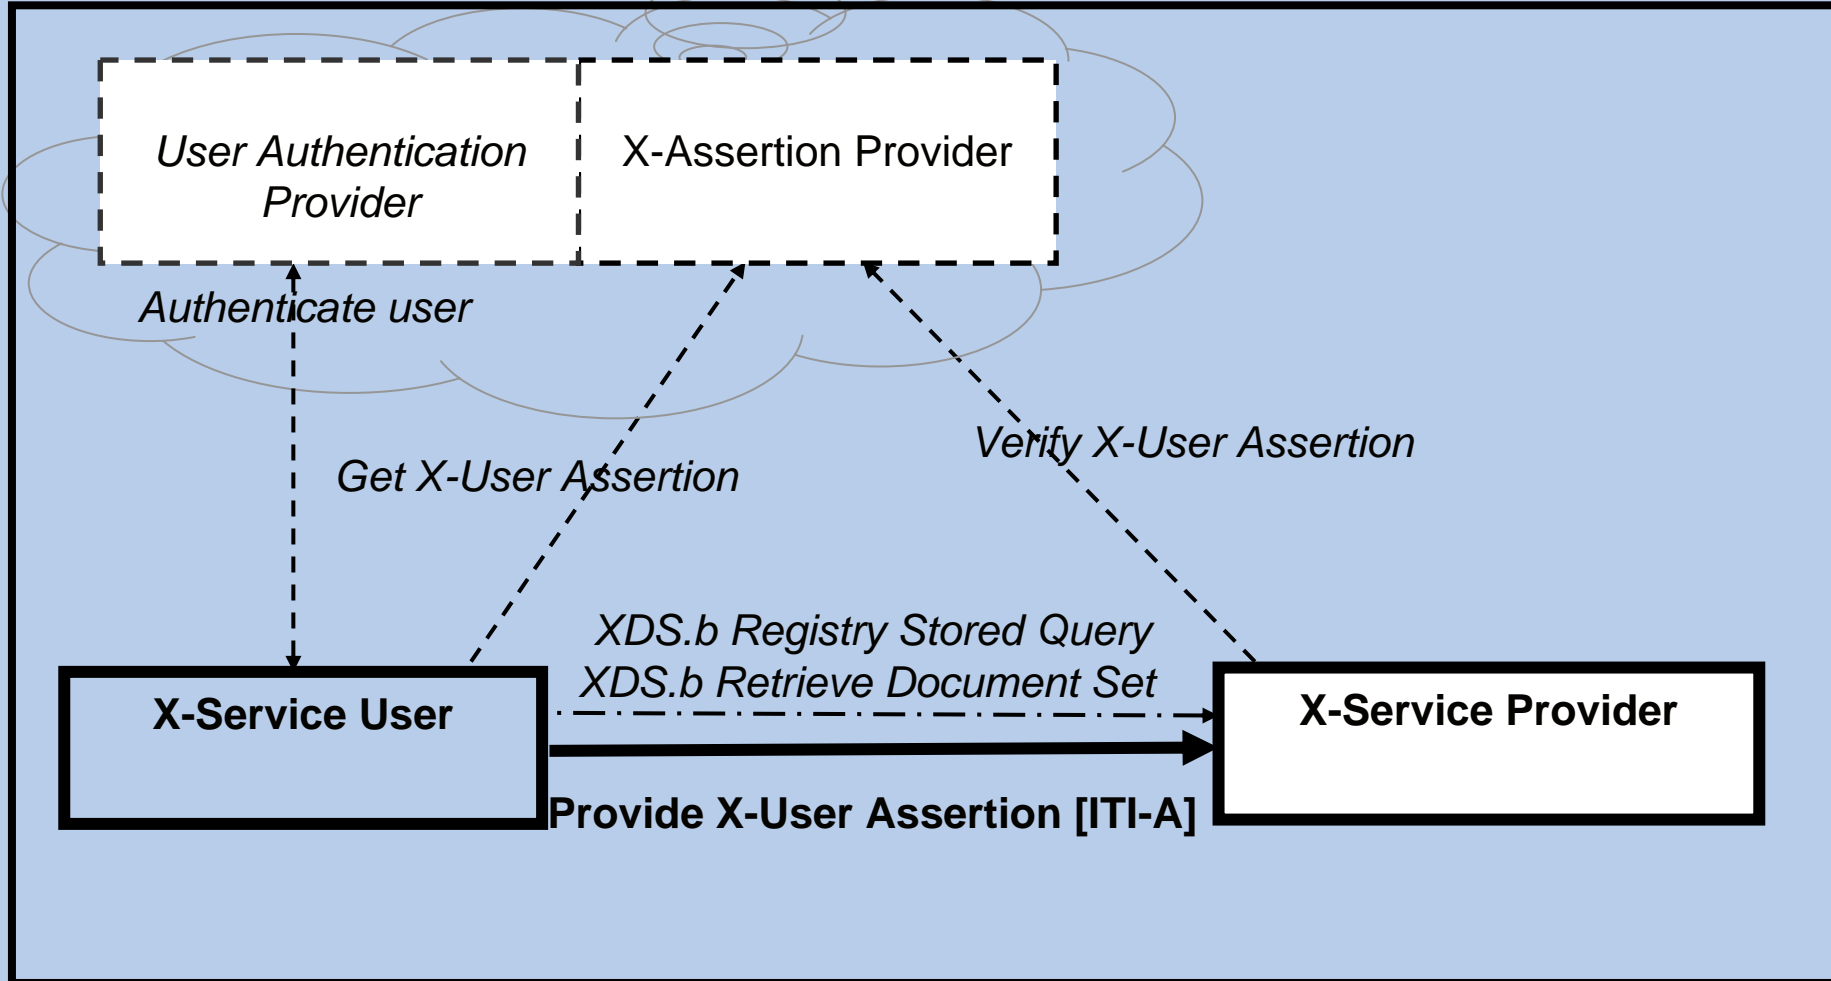 User Authentication
Provider
X-Assertion Provider
Authenticate user
Verify X-User Assertion
Get X-User Assertion
XDS.b Registry Stored Query
XDS.b Retrieve Document Set
X-Service User
X-Service Provider
Provide X-User Assertion [ITI-A]